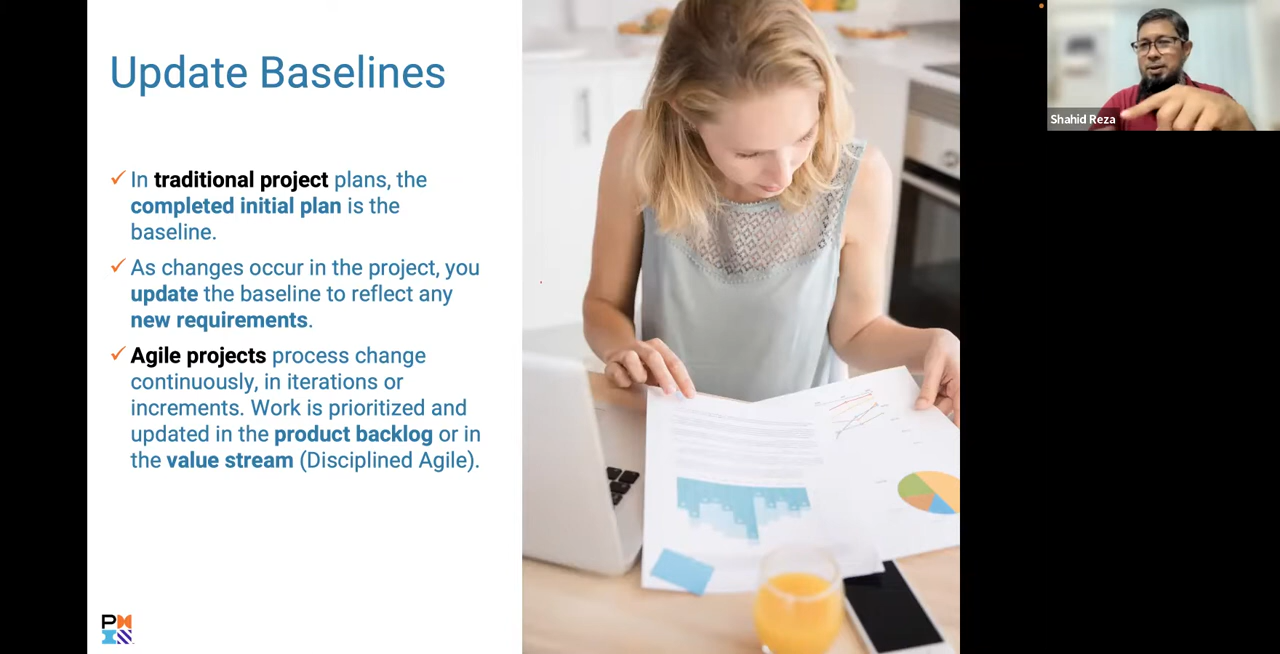 Update Baselines
In traditional project plans, the
completed initial plan is the
baseline.
As changes occur in the project, you
update the baseline to reflect any
new requirements.
Agile projects process change
continuously, in iterations or
increments. Work is prioritized and
updated in the product backlog or in
the value stream (Disciplined Agile).
Shahid Reza